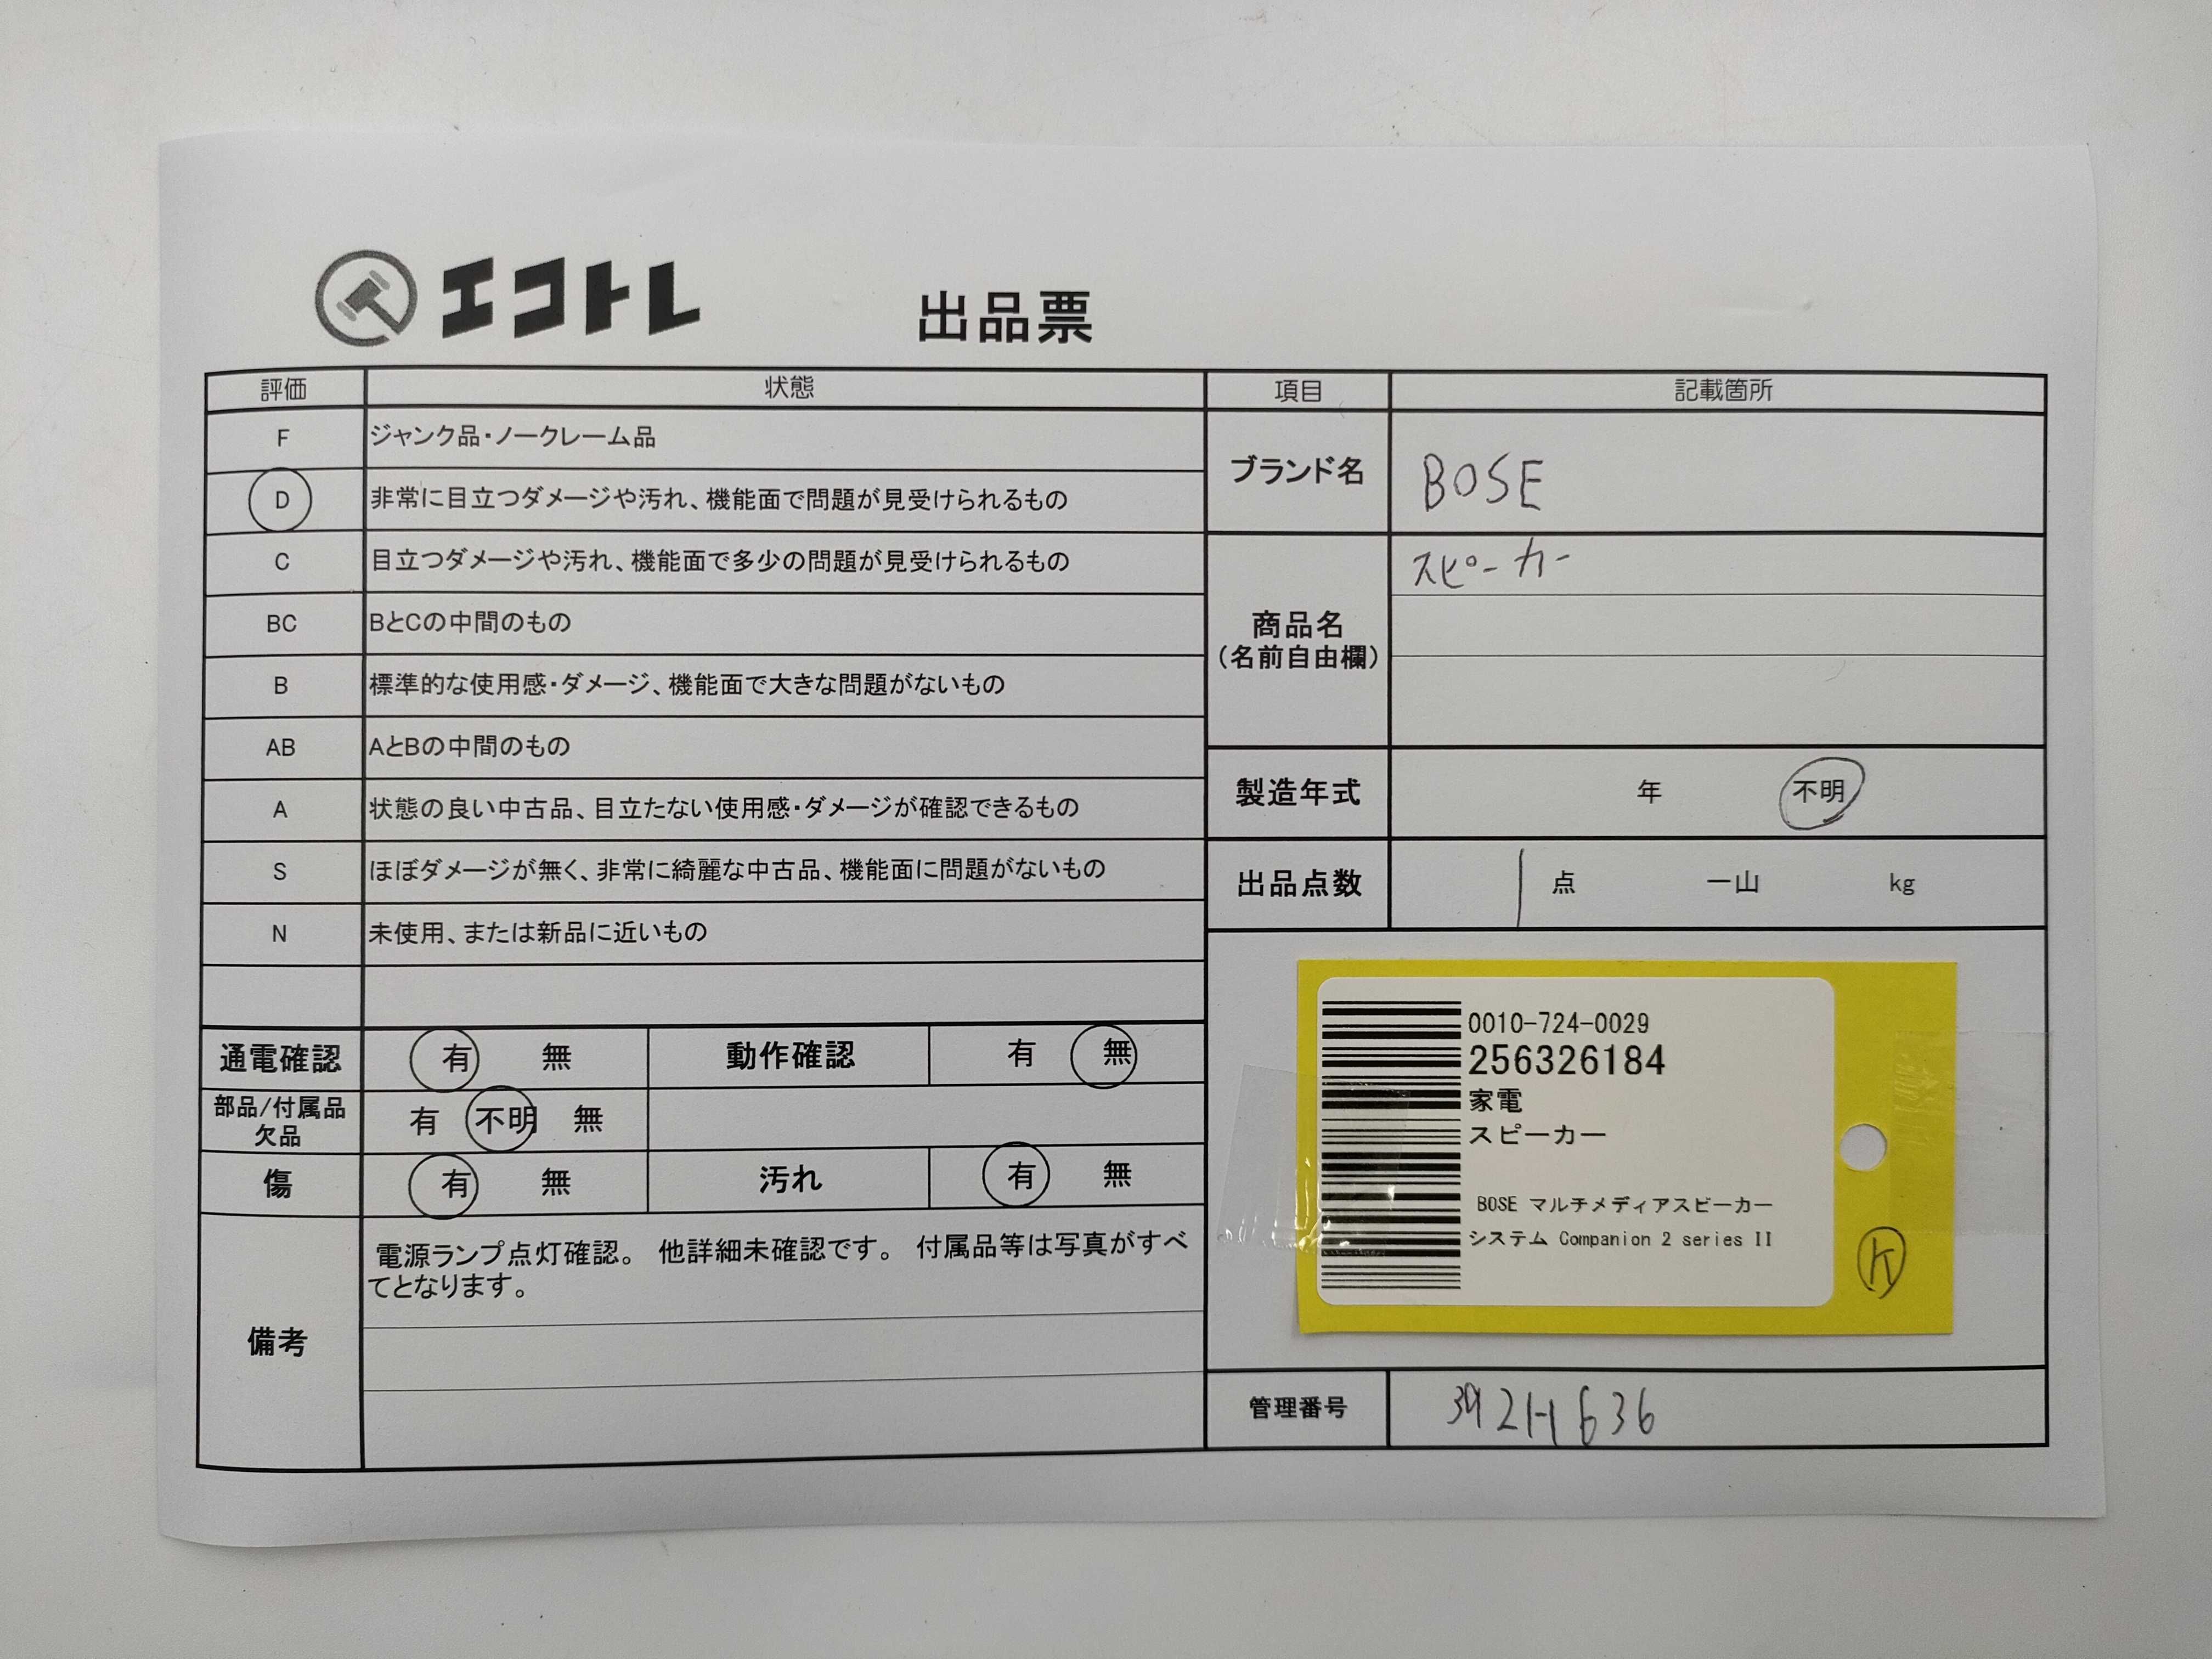 エコトレ
出品票
評価 状態
F ジャンク品・ノークレーム品
D 非常に目立つダメージや汚れ、機能面で問題が見受けられるもの
C 目立つダメージや汚れ、機能面で多少の問題が見受けられるもの
BC BとCの中間のもの
B 標準的な使用感・ダメージ、機能面で大きな問題がないもの
AB AとBの中間のもの
A 状態の良い中古品、目立たない使用感・ダメージが確認できるもの
S ほぼダメージが無く、非常に綺麗な中古品、機能面に問題がないもの
N 未使用、または新品に近いもの
通電確認 有 無 動作確認 有 無
部品/付属品
欠品 有 不明 無
傷 有 無 汚れ 有 無
備考
電源ランプ点灯確認。 他詳細未確認です。 付属品等は写真がすべ
てとなります。
項目 記載箇所
ブランド名 BOSE
商品名
(名前自由欄)
スピーカー
製造年式 年 不明
出品点数 1 点 一山 kg
0010-724-0029
256326184
家電
スピーカー
BOSE マルチメディアスピーカー
システム Companion 2 series II
K
管理番号